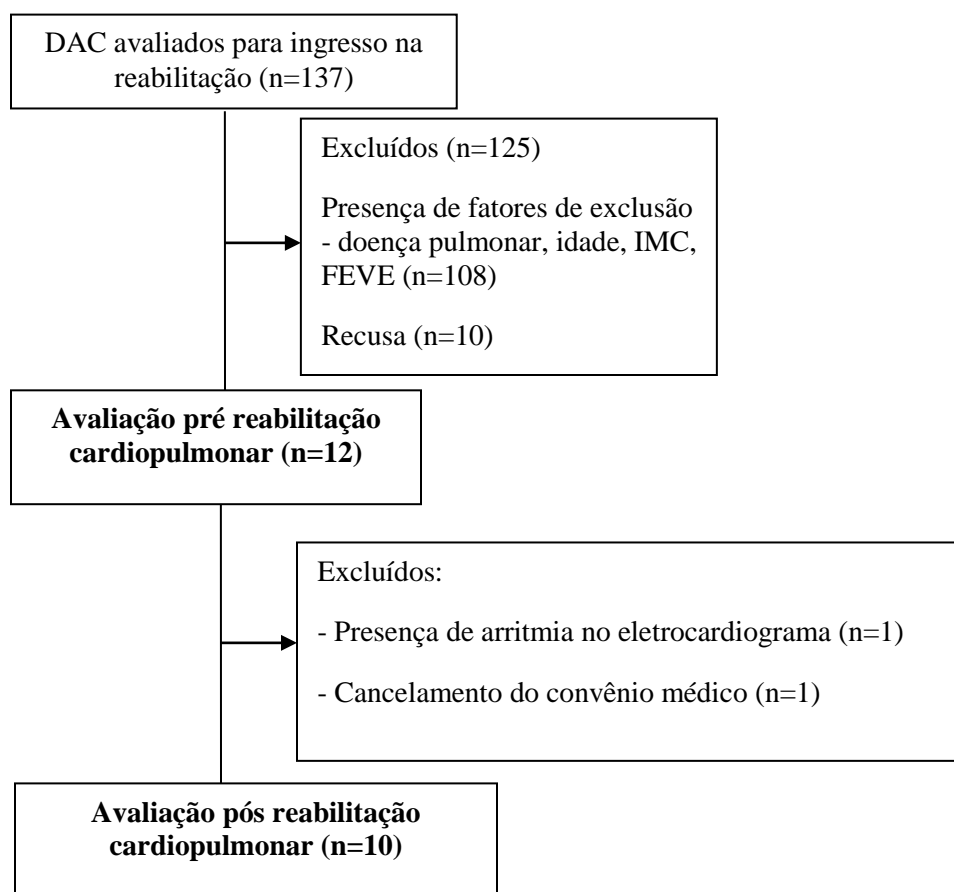 DAC avaliados para ingresso na
reabilitação (n=137)
Excluídos (n=125)
Presença de fatores de exclusão
- doença pulmonar, idade, IMC,
FEVE (n=108)
Recusa (n=10)
Avaliação pré reabilitação
cardiopulmonar (n=12)
Excluídos:
- Presença de arritmia no eletrocardiograma (n=1)
- Cancelamento do convênio médico (n=1)
Avaliação pós reabilitação
cardiopulmonar (n=10)